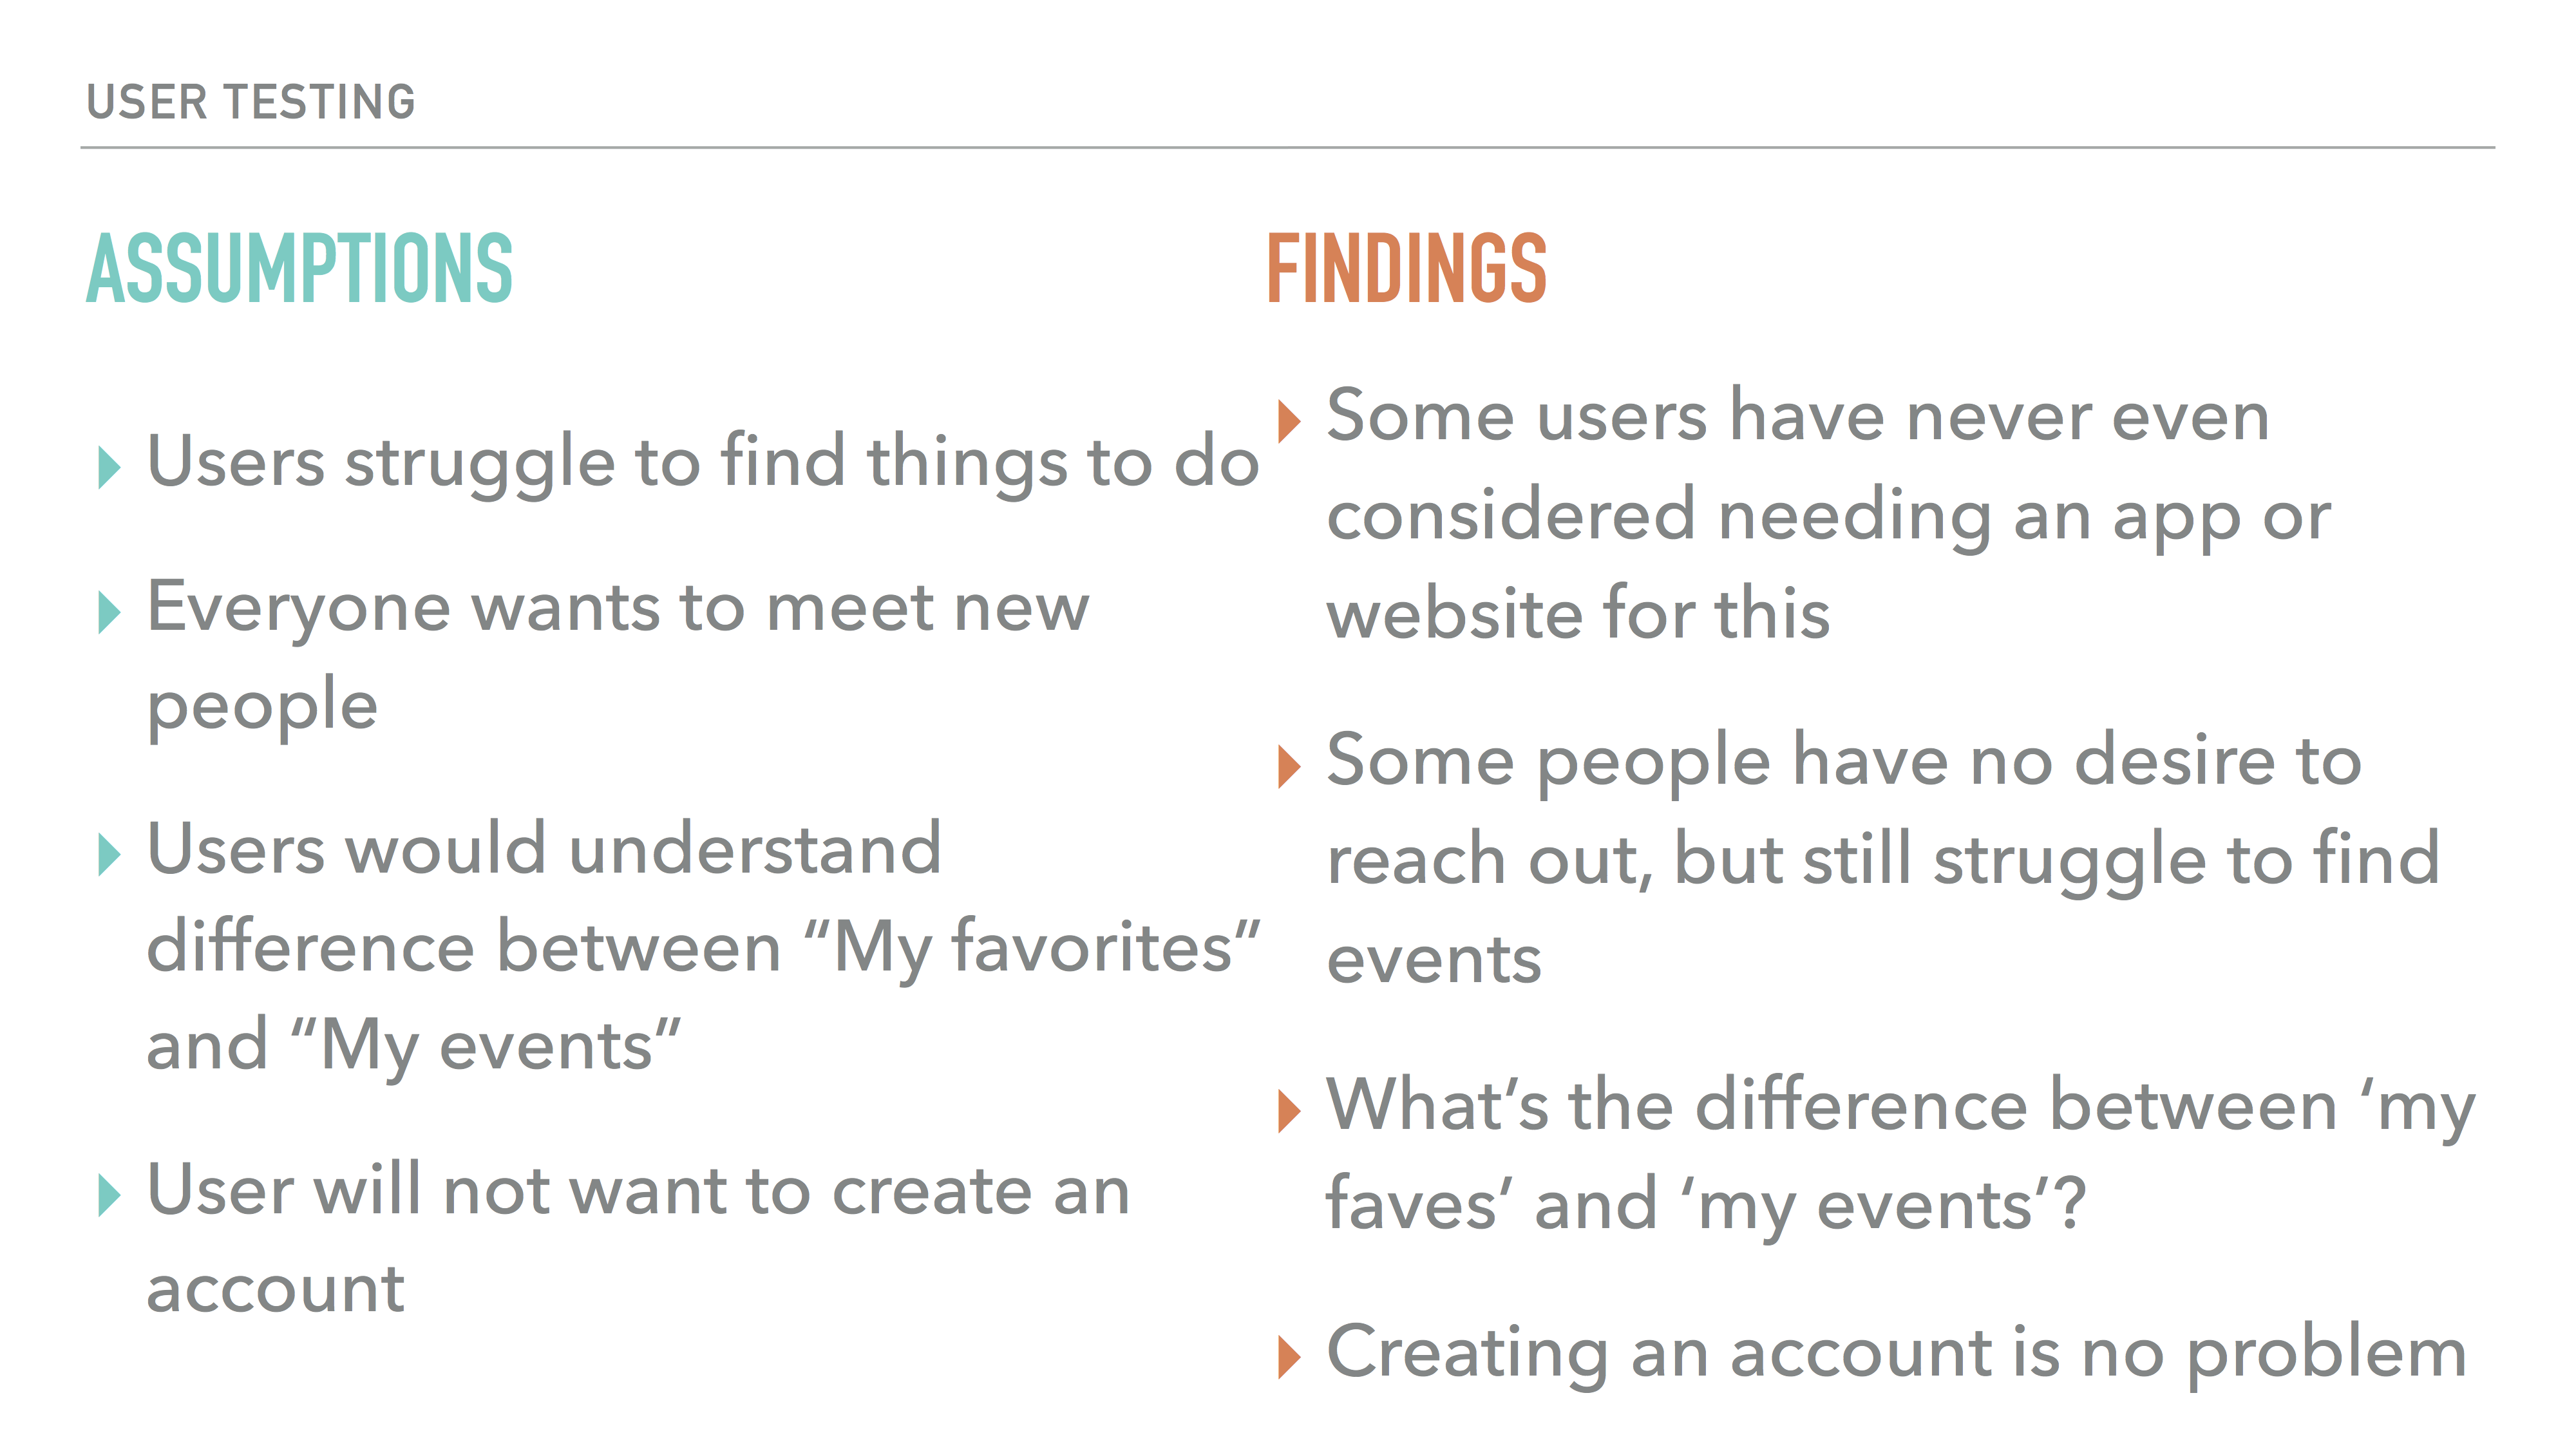 USER TESTING
ASSUMPTIONS
Users struggle to find things to do
Everyone wants to meet new
people
Users would understand
difference between “My favorites”
and “My events”
User will not want to create an
account
FINDINGS
Some users have never even
considered needing an app or
website for this
Some people have no desire to
reach out, but still struggle to find
events
What’s the difference between ‘my
faves’ and ‘my events’?
Creating an account is no problem